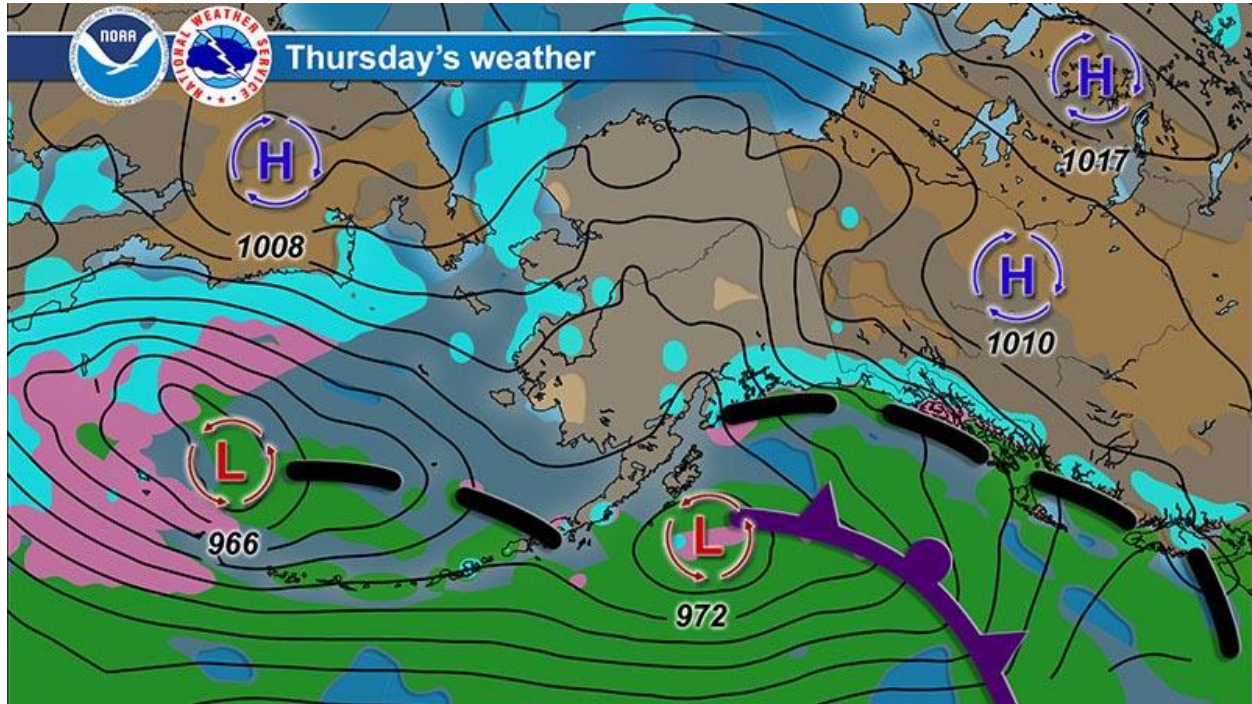 NOAA
NATIONAL WEATHER SERVICE
Thursday's weather
H
1017
H
1008
H
1010
L
966
L
972